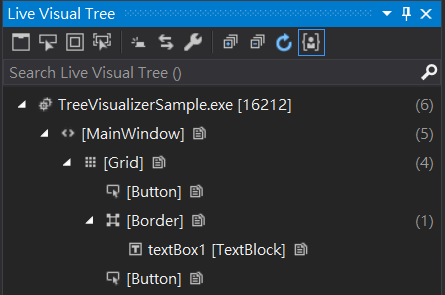 Live Visual Tree
Search Live Visual Tree ()
TreeVisualizerSample.exe [16212] (6)
[MainWindow] (5)
[Grid] (4)
[Button]
[Border] (1)
textBox1 [TextBlock]
[Button]